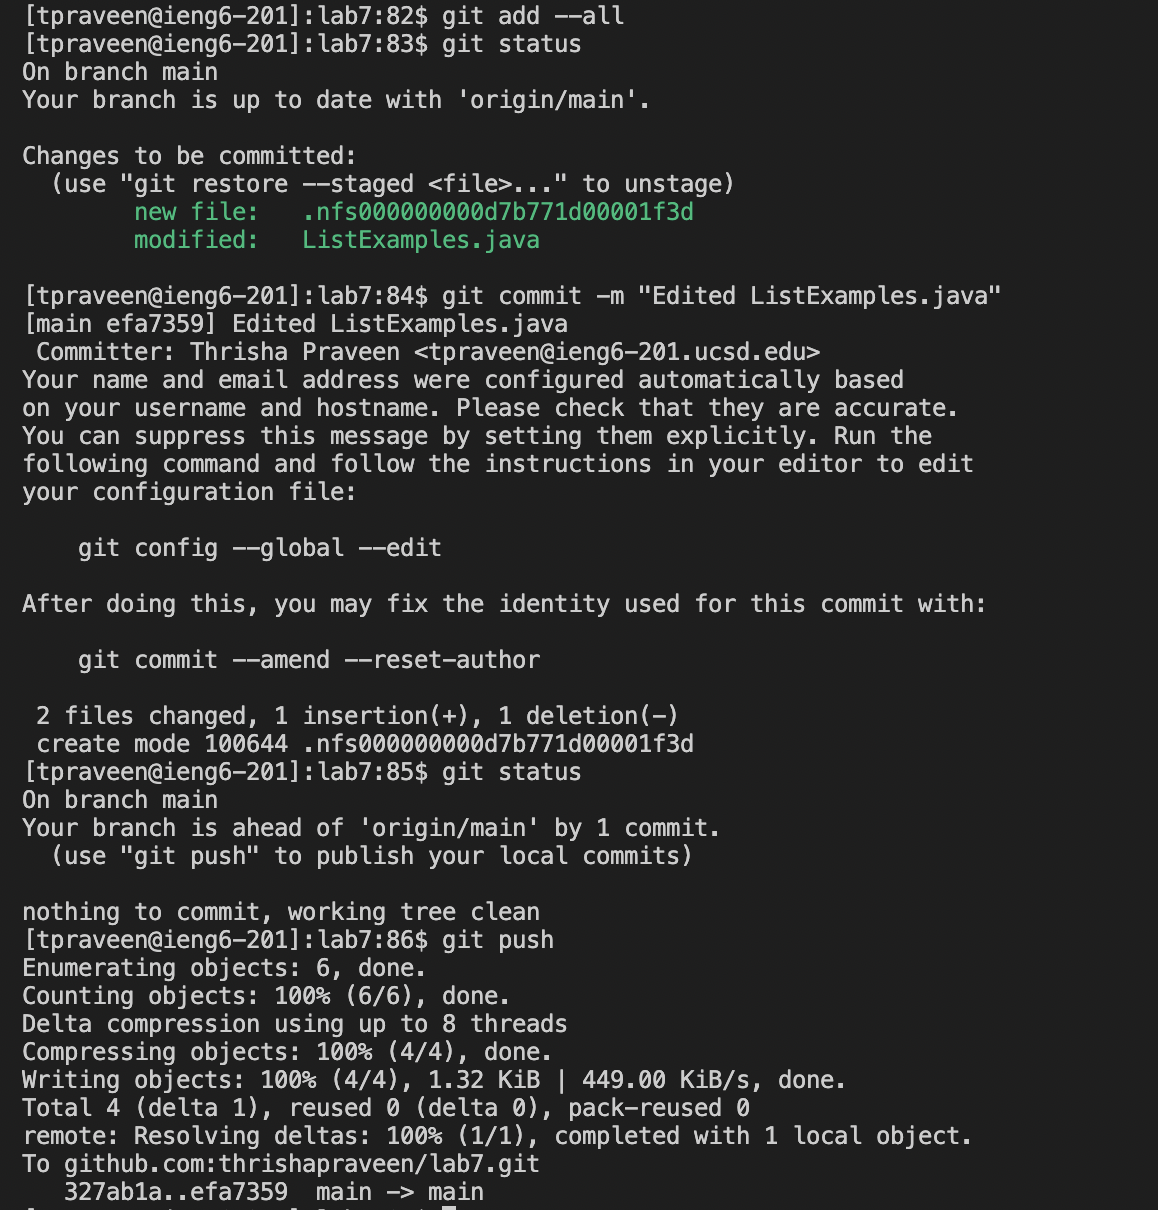 [tpraveen@ieng6-201]:lab7:82$ git add --all
[tpraveen@ieng6-201]:lab7:83$ git status
On branch main
Your branch is up to date with 'origin/main'.

Changes to be committed:
  (use "git restore --staged <file>..." to unstage)
        new file:   .nfs000000000d7b771d00001f3d
        modified:   ListExamples.java

[tpraveen@ieng6-201]:lab7:84$ git commit -m "Edited ListExamples.java"
[main efa7359] Edited ListExamples.java
 Committer: Thrisha Praveen <tpraveen@ieng6-201.ucsd.edu>
Your name and email address were configured automatically based
on your username and hostname. Please check that they are accurate.
You can suppress this message by setting them explicitly. Run the
following command and follow the instructions in your editor to edit
your configuration file:

    git config --global --edit

After doing this, you may fix the identity used for this commit with:

    git commit --amend --reset-author

 2 files changed, 1 insertion(+), 1 deletion(-)
 create mode 100644 .nfs000000000d7b771d00001f3d
[tpraveen@ieng6-201]:lab7:85$ git status
On branch main
Your branch is ahead of 'origin/main' by 1 commit.
  (use "git push" to publish your local commits)

nothing to commit, working tree clean
[tpraveen@ieng6-201]:lab7:86$ git push
Enumerating objects: 6, done.
Counting objects: 100% (6/6), done.
Delta compression using up to 8 threads
Compressing objects: 100% (4/4), done.
Writing objects: 100% (4/4), 1.32 KiB | 449.00 KiB/s, done.
Total 4 (delta 1), reused 0 (delta 0), pack-reused 0
remote: Resolving deltas: 100% (1/1), completed with 1 local object.
To github.com:thrishapraveen/lab7.git
   327ab1a..efa7359  main -> main